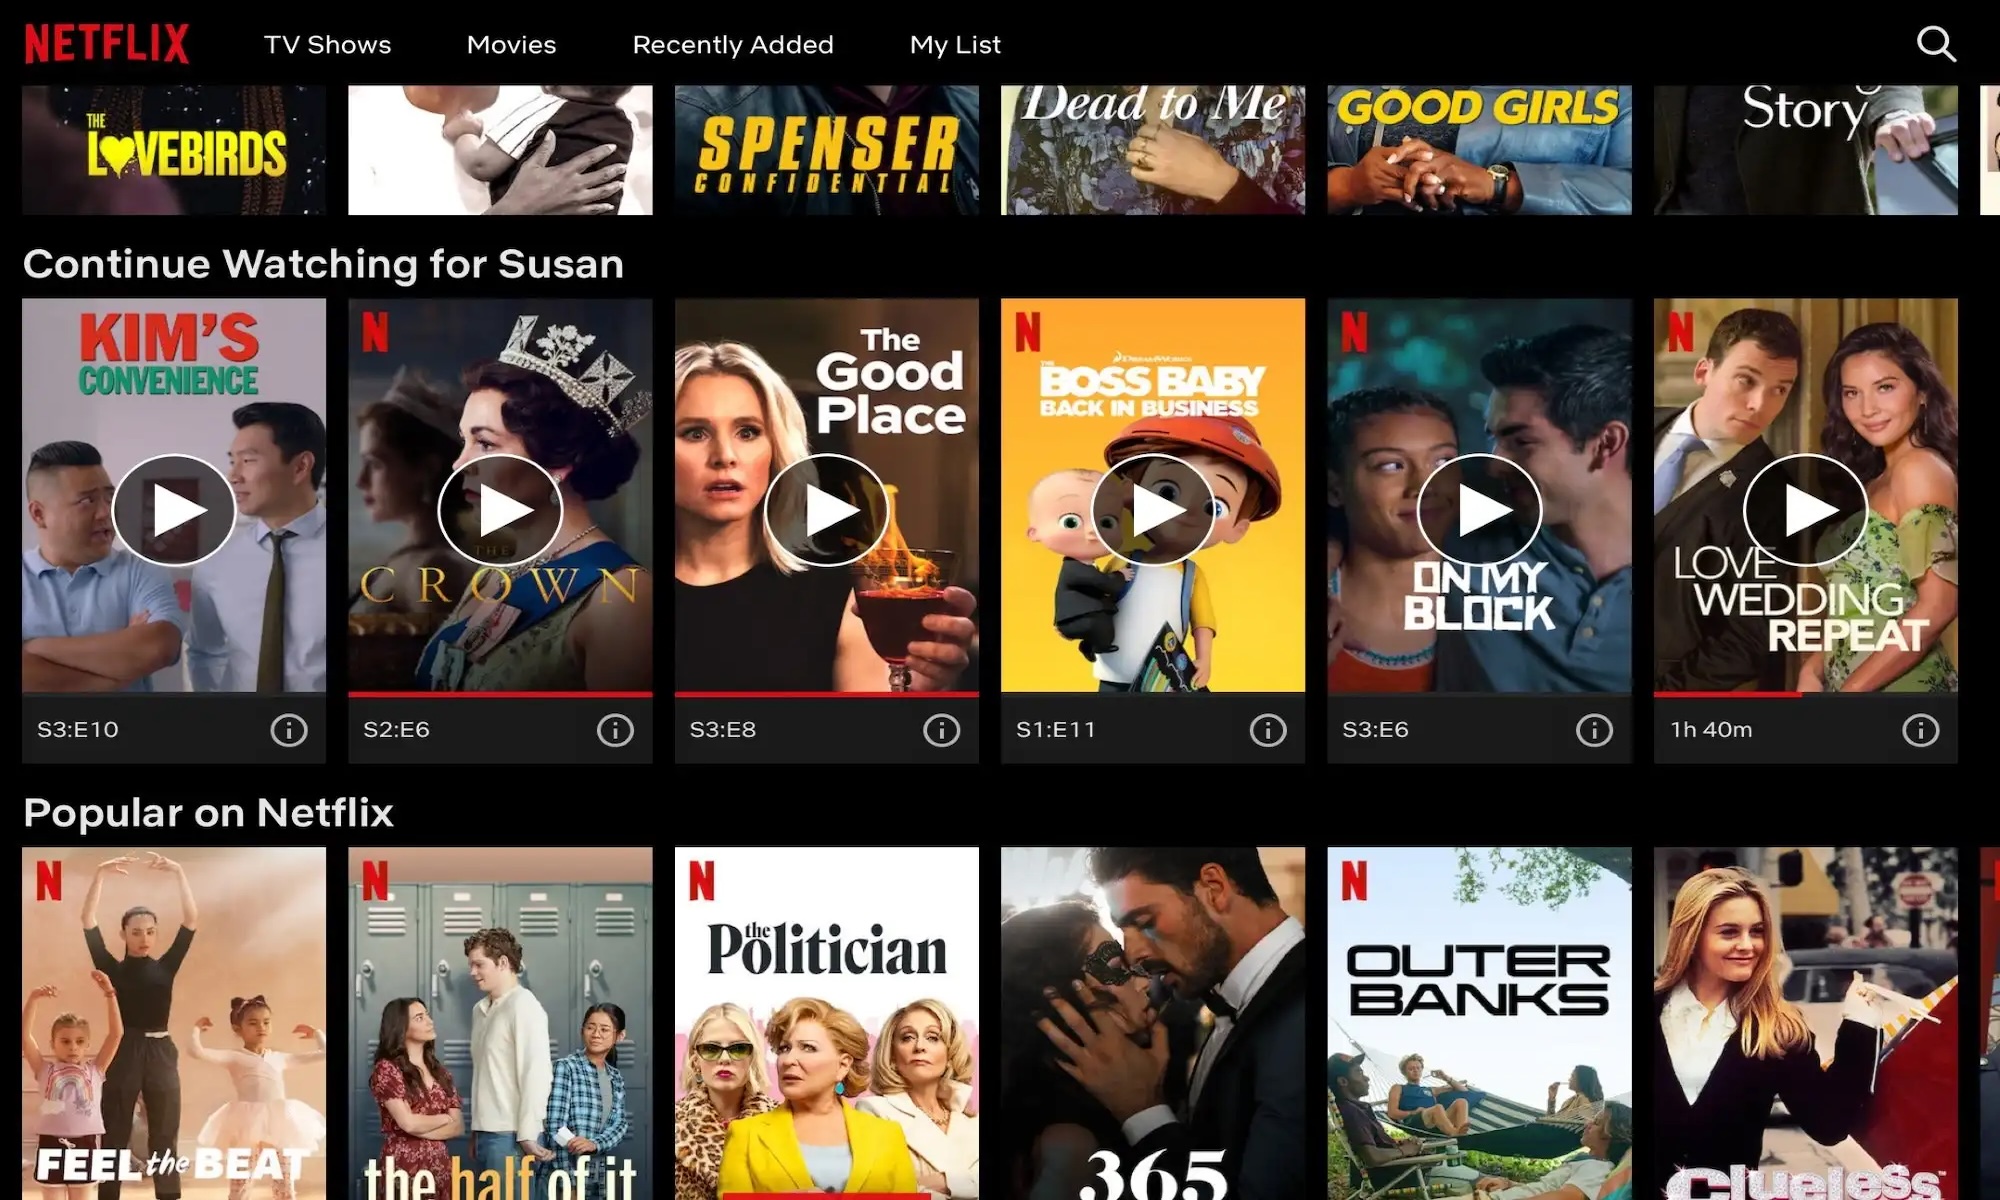 NETFLIX TV Shows Movies Recently Added My List
THE
LOVEBIRDS
SPENSER
CONFIDENTIAL
Dead to Me
GOOD GIRLS
Story
Continue Watching for Susan
KIM'S
CONVENIENCE
S3:E10
N
THE
CROWN
S2:E6
The
Good
Place
S3:E8
N
DREAMWORKS
THE
BOSS BABY
BACK IN BUSINESS
S1:E11
N
ON MY
BLOCK
S3:E6
N
LOVE
WEDDING
REPEAT
1h 40m
Popular on Netflix
N
FEEL the BEAT
N
the half of it
N
the
Politician
365
N
OUTER
BANKS
Clueless™